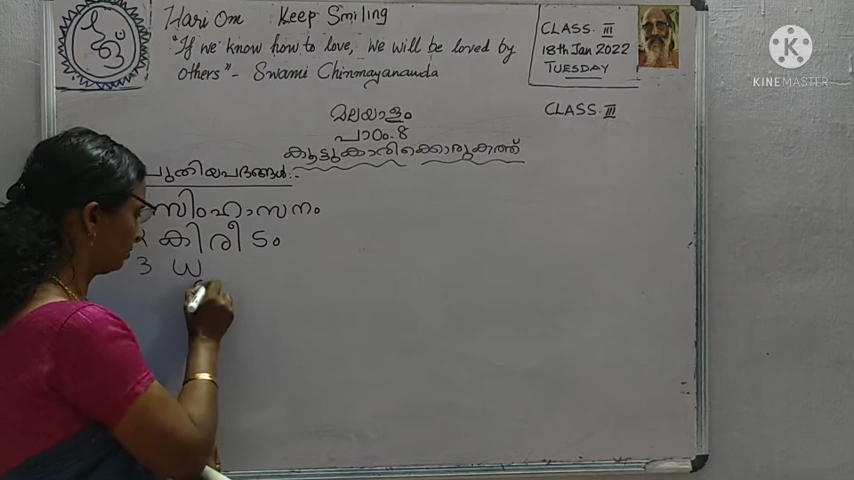 Hari Om Keep Smiling
"If we know how to love, we will be loved by
others" - Swami Chinmayananda
CLASS. III
18th Jan 2022
TUESDAY
CLASS. III
മലയാളം
പാഠം.8
കൂട്ടുകാരിക്കൊരു കത്ത്
പുതിയപദങ്ങൾ:-
സിംഹാസനം
കിരീടം
3 ധ
KINEMASTER